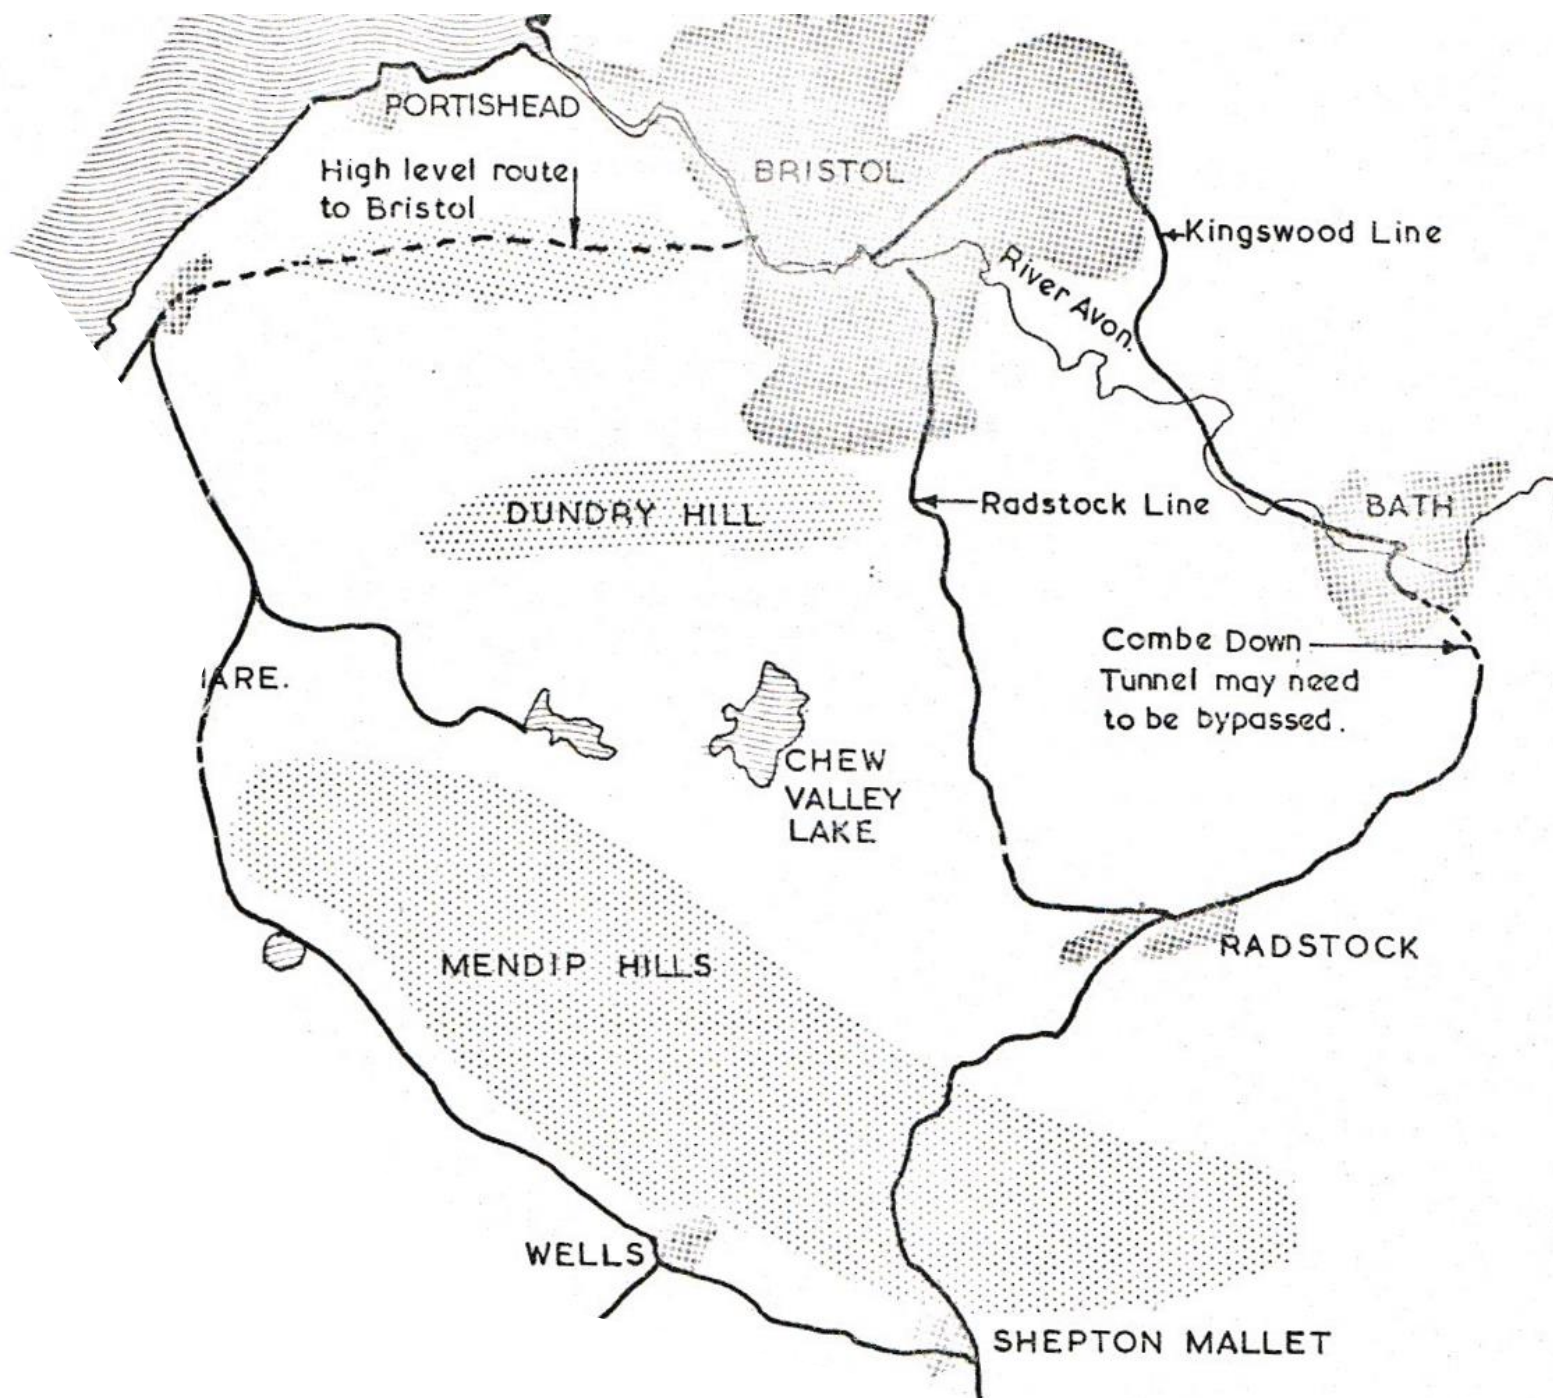 PORTISHEAD
High level route
to Bristol
BRISTOL
Kingswood Line
River Avon.
DUNDRY HILL
Radstock Line
BATH
Combe Down
Tunnel may need
to be bypassed.
IARE.
CHEW
VALLEY
LAKE
MENDIP HILLS
RADSTOCK
WELLS
SHEPTON MALLET